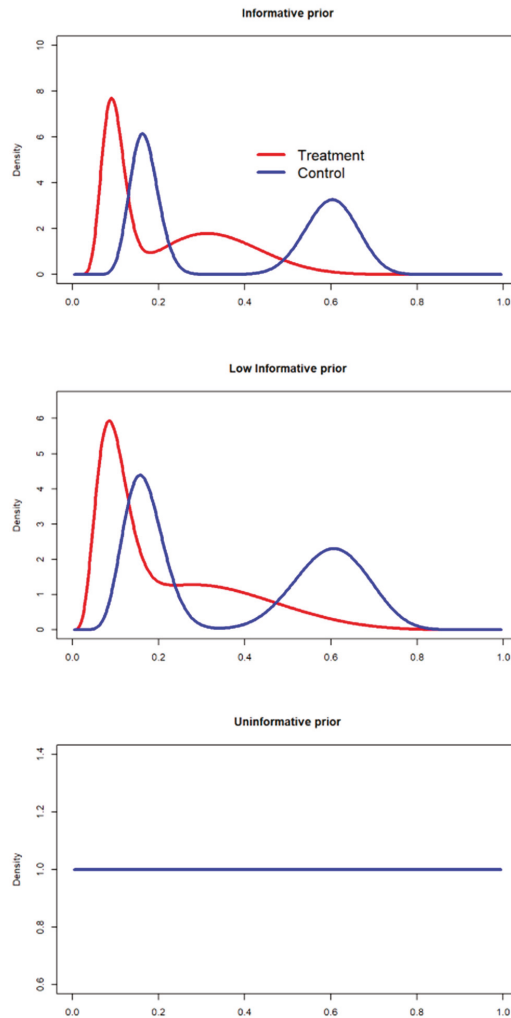 Informative prior
Density
10
8
6
4
2
0
Treatment
Control
0.0 0.2 0.4 0.6 0.8 1.0
Low Informative prior
Density
6
5
4
3
2
1
0
0.0 0.2 0.4 0.6 0.8 1.0
Uninformative prior
Density
1.4
1.2
1.0
0.8
0.6
0.0 0.2 0.4 0.6 0.8 1.0